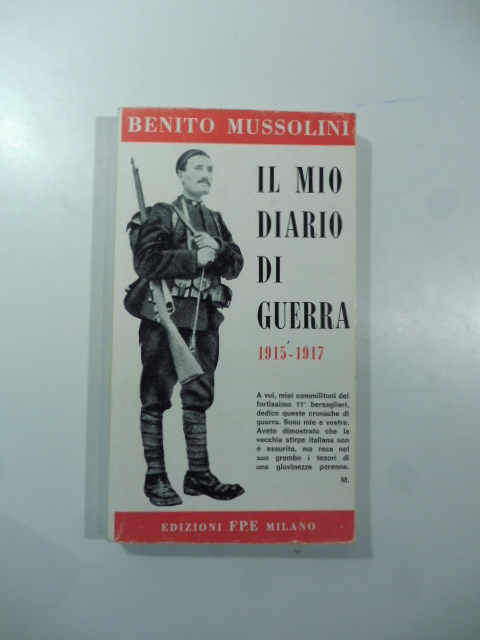 BENITO MUSSOLINI
IL MIO
DIARIO
DI
GUERRA
1915-1917
A voi, miei commilitoni del
fortissimo 11° bersaglieri,
dedico queste cronache di
guerra. Sono mie e vostre.
Avete dimostrato che la
vecchia stirpe italiana non
è esaurita, ma reca nel
suo grembo i tesori di
una giovinezza perenne.
M.
EDIZIONI FPE MILANO